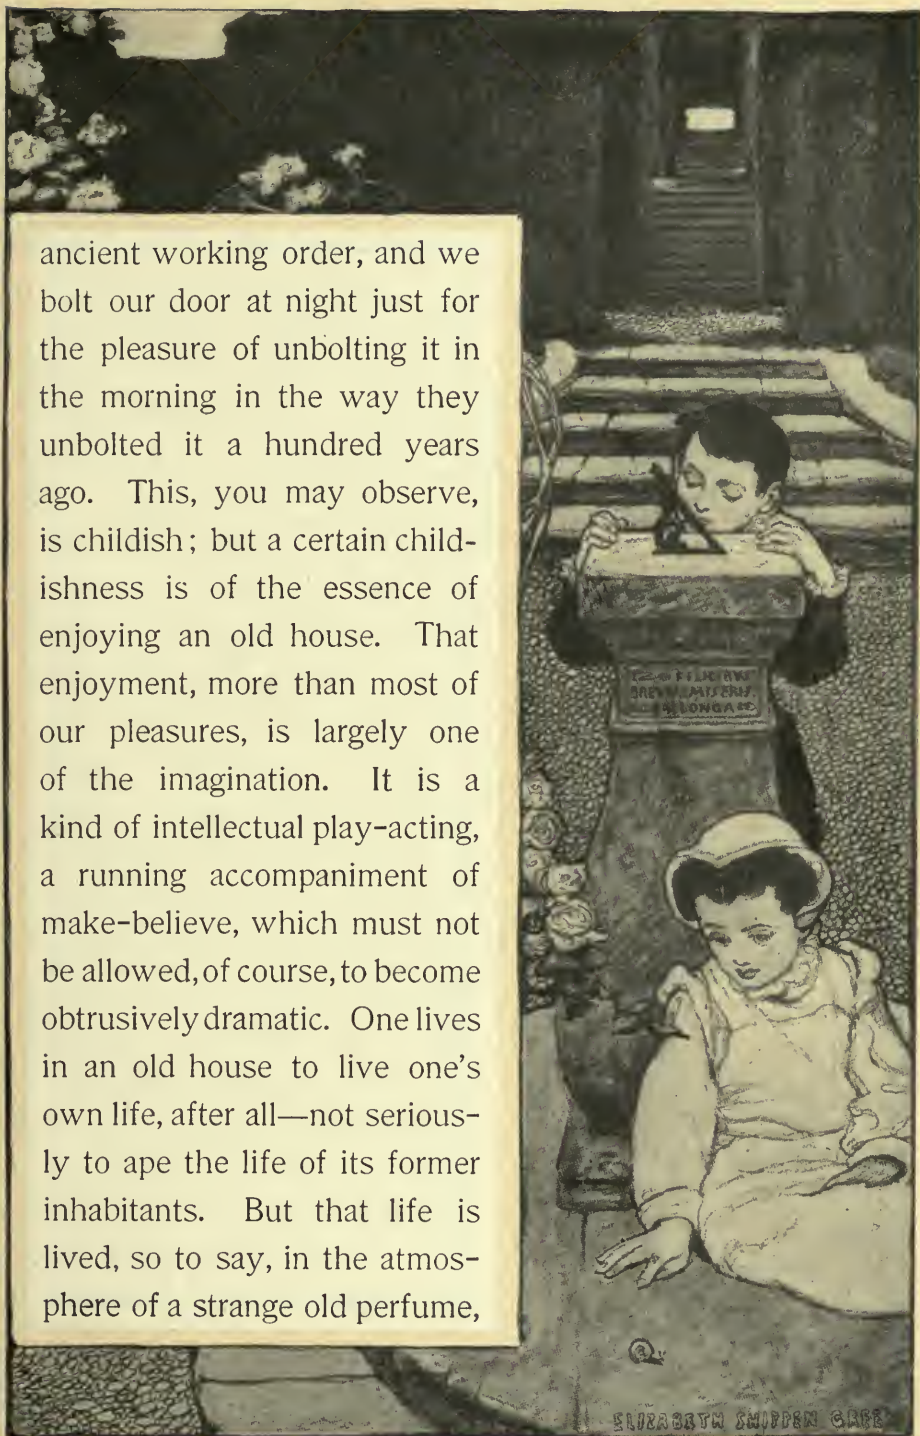 ancient working order, and we
bolt our door at night just for
the pleasure of unbolting it in
the morning in the way they
unbolted it a hundred years
ago. This, you may observe,
is childish; but a certain child-
ishness is of the essence of
enjoying an old house. That
enjoyment, more than most of
our pleasures, is largely one
of the imagination. It is a
kind of intellectual play-acting,
a running accompaniment of
make-believe, which must not
be allowed, of course, to become
obtrusively dramatic. One lives
in an old house to live one's
own life, after all—not serious-
ly to ape the life of its former
inhabitants. But that life is
lived, so to say, in the atmos-
phere of a strange old perfume,
MISERIS.
LONGA
ELIZABETH SHIPPEN GREEN